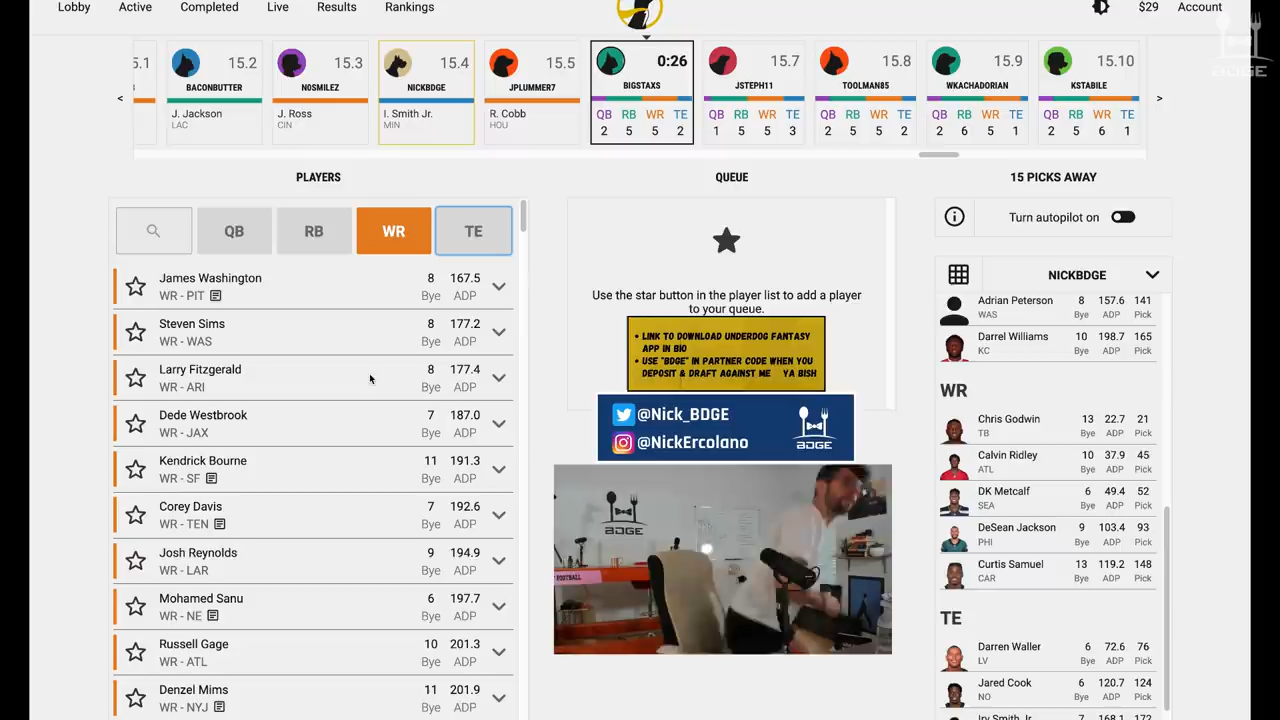 Lobby Active Completed Live Results Rankings $29 Account
BDGE
5.1 15.2 15.3 15.4 15.5 0:26 15.7 15.8 15.9 15.10
BACONBUTTER NOSMILEZ NICKBDGE JPLUMMER7 BIGSTAXS JSTEPH11 TOOLMAN85 WKACHADORIAN KSTABILE
< J. Jackson J. Ross I. Smith Jr. R. Cobb QB RB WR TE QB RB WR TE QB RB WR TE QB RB WR TE QB RB WR TE >
LAC CIN MIN HOU 2 5 5 2 1 5 5 3 2 5 5 2 2 6 5 1 2 5 6 1
PLAYERS
QB RB WR TE
James Washington 8 167.5
WR - PIT Bye ADP
Steven Sims 8 177.2
WR - WAS Bye ADP
Larry Fitzgerald 8 177.4
WR - ARI Bye ADP
Dede Westbrook 7 187.0
WR - JAX Bye ADP
Kendrick Bourne 11 191.3
WR - SF Bye ADP
Corey Davis 7 192.6
WR - TEN Bye ADP
Josh Reynolds 9 194.9
WR - LAR Bye ADP
Mohamed Sanu 6 197.7
WR - NE Bye ADP
Russell Gage 10 201.3
WR - ATL Bye ADP
Denzel Mims 11 201.9
WR - NYJ Bye ADP
QUEUE
Use the star button in the player list to add a player
to your queue.
• LINK TO DOWNLOAD UNDERDOG FANTASY
APP IN BIO
• USE "BDGE" IN PARTNER CODE WHEN YOU
DEPOSIT & DRAFT AGAINST ME YA BISH
@Nick_BDGE
@NickErcolano
BDGE
BDGE
FOOTBALL
15 PICKS AWAY
Turn autopilot on
NICKBDGE
Adrian Peterson 8 157.6 141
WAS Bye ADP Pick
Darrel Williams 10 198.7 165
KC Bye ADP Pick
WR
Chris Godwin 13 22.7 21
TB Bye ADP Pick
Calvin Ridley 10 37.9 45
ATL Bye ADP Pick
DK Metcalf 6 49.4 52
SEA Bye ADP Pick
DeSean Jackson 9 103.4 93
PHI Bye ADP Pick
Curtis Samuel 13 119.2 148
CAR Bye ADP Pick
TE
Darren Waller 6 72.6 76
LV Bye ADP Pick
Jared Cook 6 120.7 124
NO Bye ADP Pick
Irv Smith Jr. 7 168.1 172